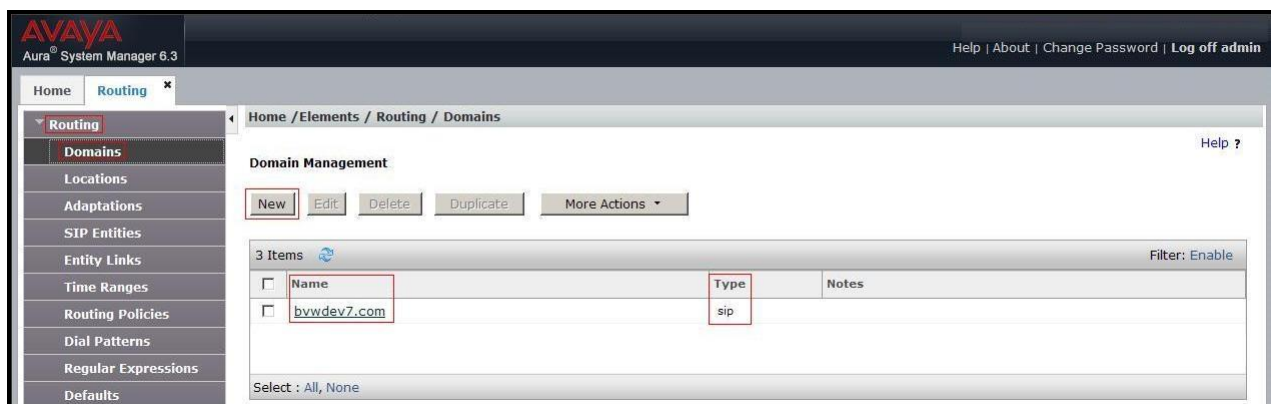 AVAYA
Aura® System Manager 6.3
Help | About | Change Password | Log off admin
Home
Routing ×
Routing
Domains
Locations
Adaptations
SIP Entities
Entity Links
Time Ranges
Routing Policies
Dial Patterns
Regular Expressions
Defaults
Home /Elements / Routing / Domains
Help ?
Domain Management
New Edit Delete Duplicate More Actions
3 Items Filter: Enable
Name Type Notes
bvwdev7.com sip
Select : All, None